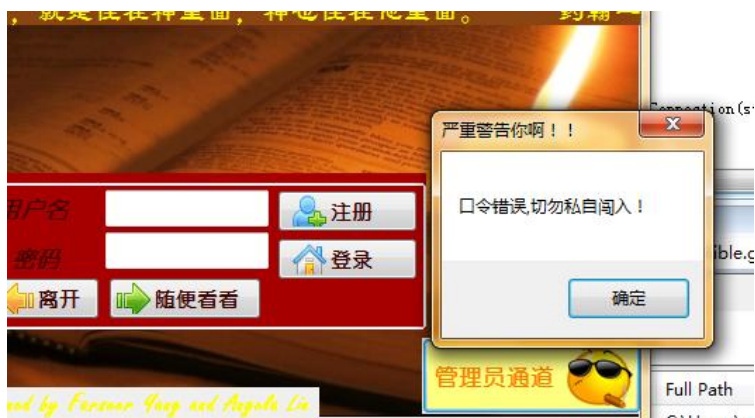 ，就是住在神里面，神也住在他里面。 约翰一
Connection(s
严重警告你啊！！
口令错误,切勿私自闯入！
确定
用户名
注册
密码
登录
离开
随便看看
管理员通道
ible.g
Full Path